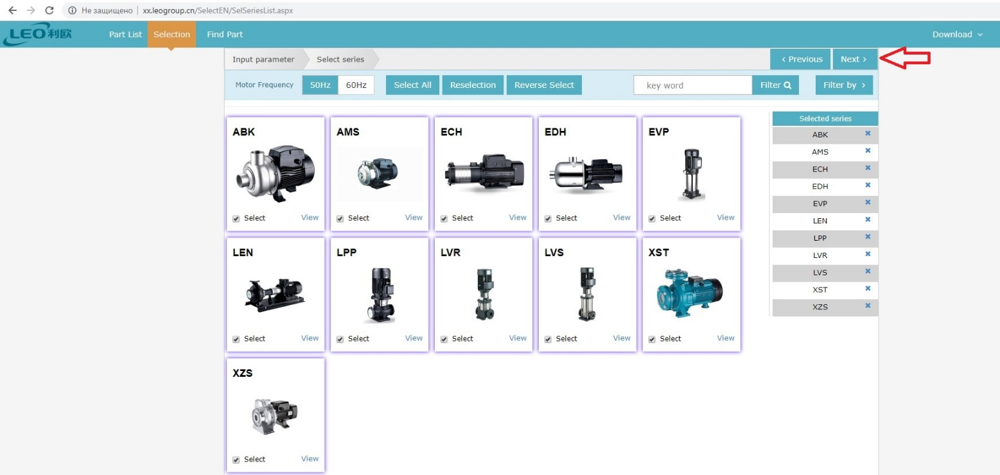 Не защищено | xx.leogroup.cn/SelectEN/SelSeriesList.aspx
LEO利欧 Part List Selection Find Part Download
Input parameter Select series < Previous Next >
Motor Frequency 50Hz 60Hz Select All Reselection Reverse Select key word Filter Filter by >
Selected series
ABK
AMS
ECH
EDH
EVP
LEN
LPP
LVR
LVS
XST
XZS
ABK AMS ECH EDH EVP
Select View Select View Select View Select View Select View
LEN LPP LVR LVS XST
Select View Select View Select View Select View Select View
XZS
Select View